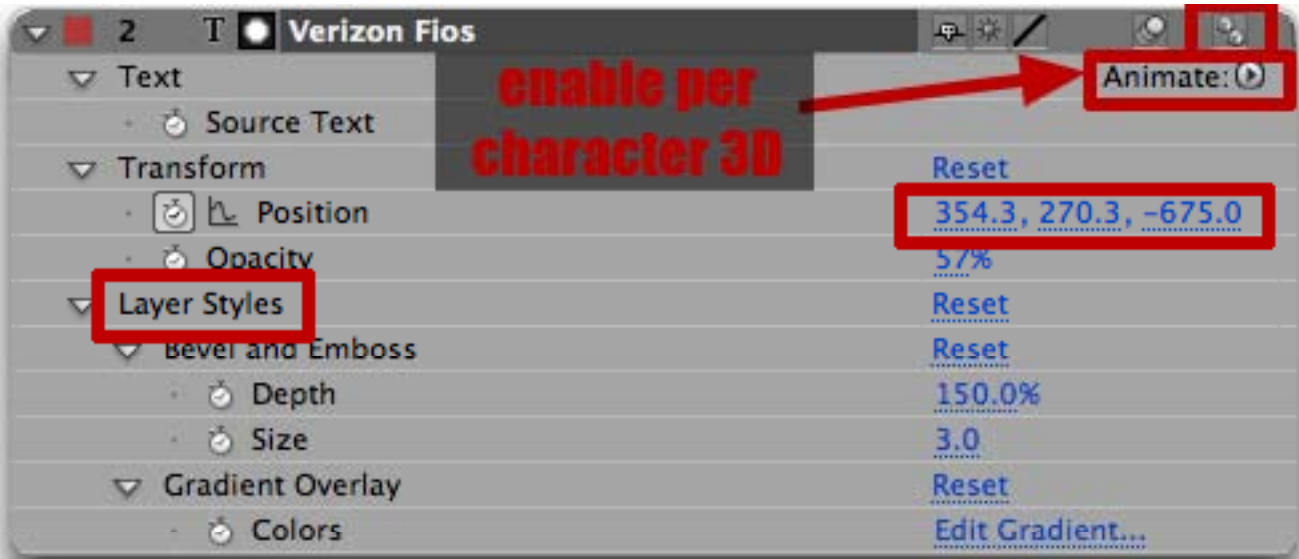 2 T Verizon Fios
Text
Animate:
enable per
character 3D
Source Text
Transform Reset
Position 354.3, 270.3, -675.0
Opacity 57%
Layer Styles Reset
Bevel and Emboss Reset
Depth 150.0%
Size 3.0
Gradient Overlay Reset
Colors Edit Gradient...